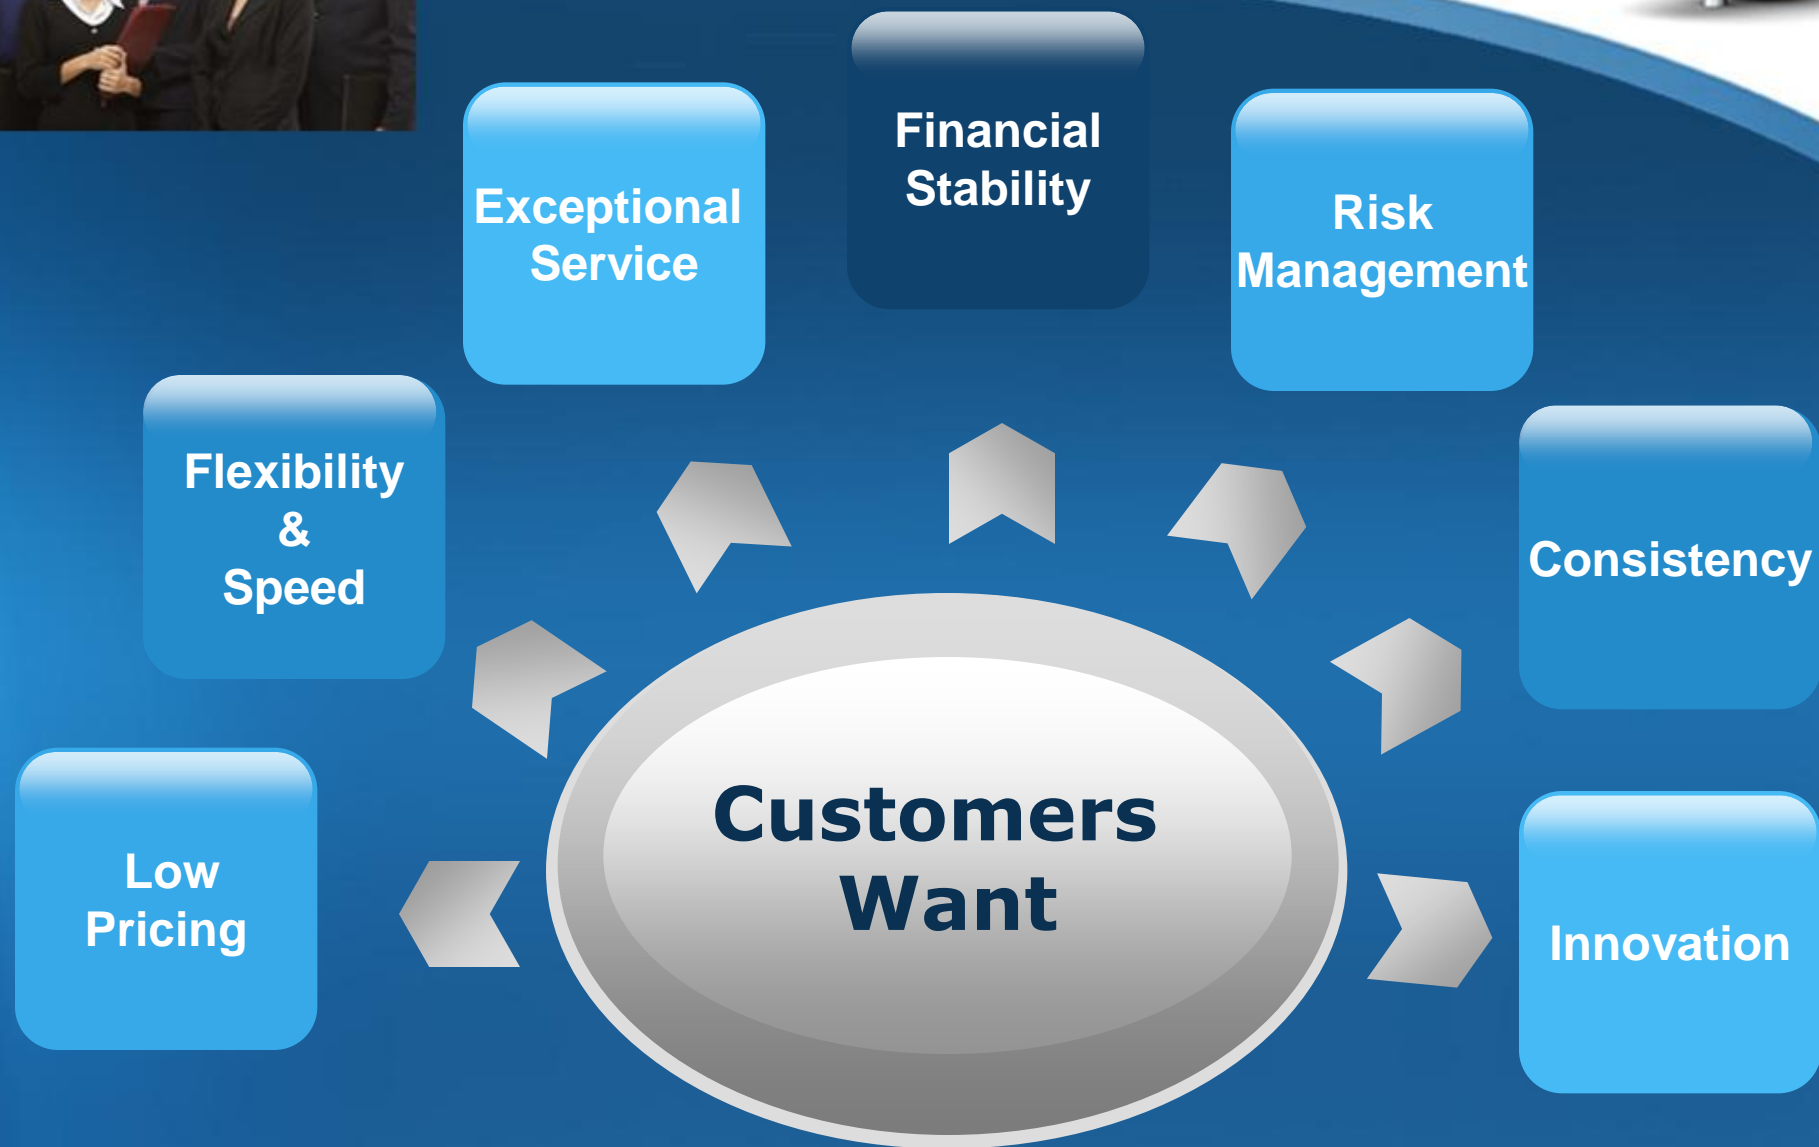 Financial
Stability
Exceptional
Service
Risk
Management
Flexibility
&
Speed
Consistency
Low
Pricing
Customers
Want
Innovation